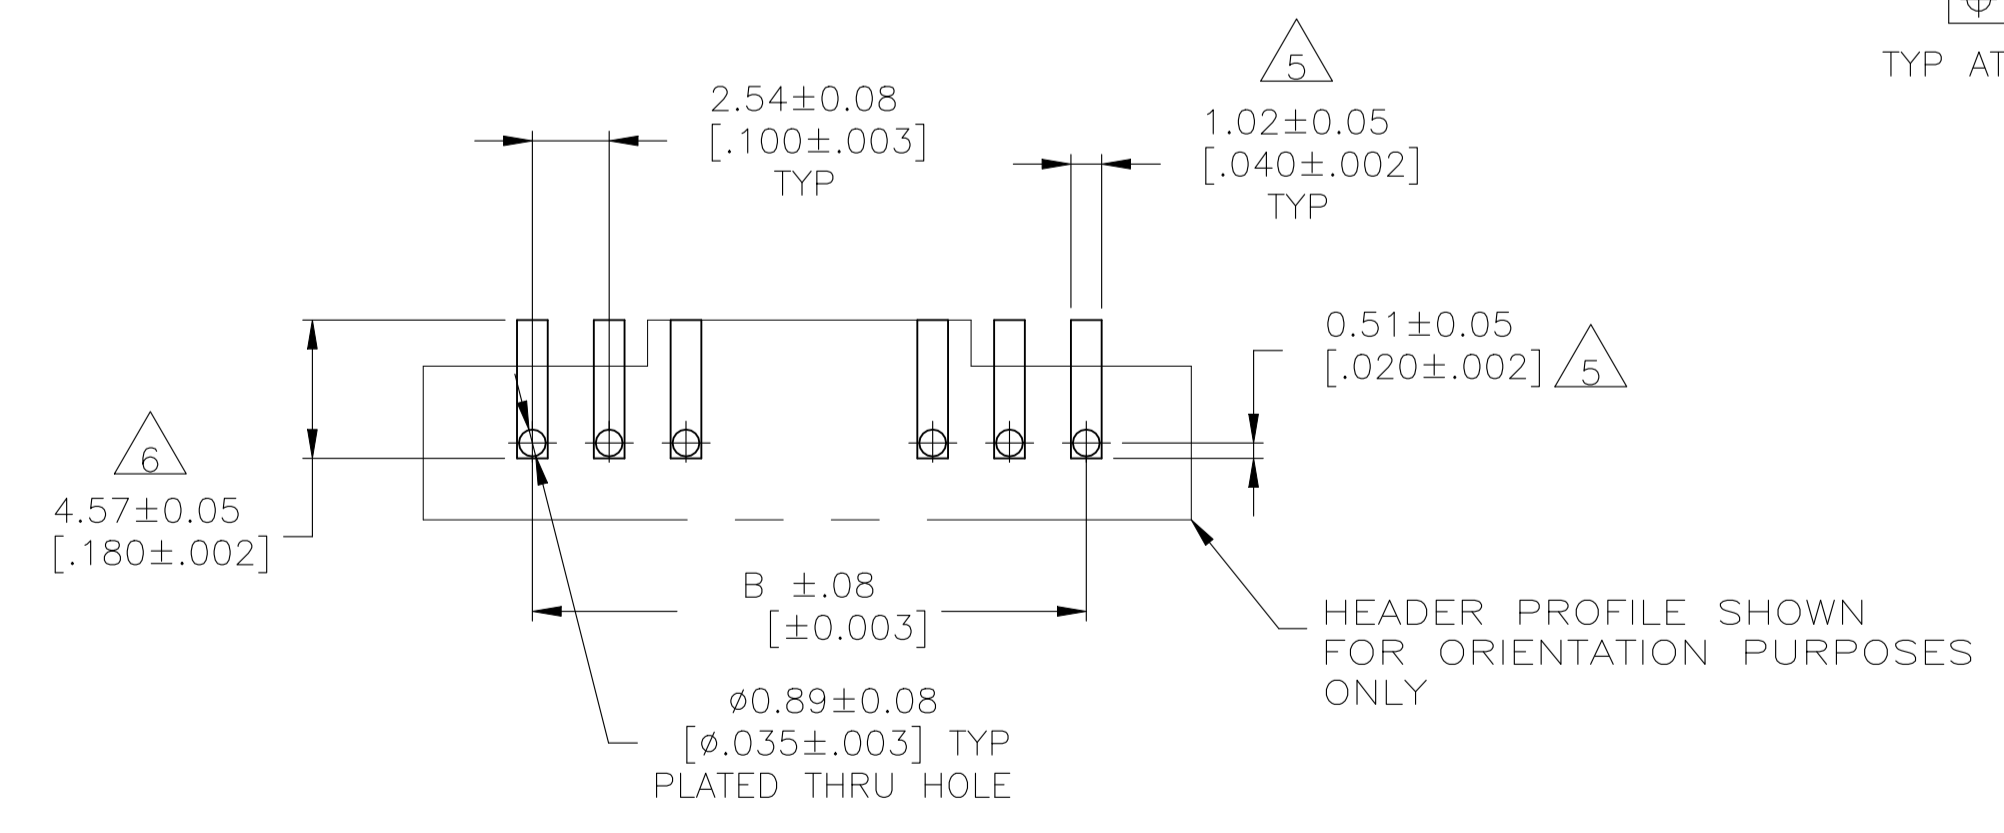 TYP AT
5
2.54±0.08
[.100±.003]
TYP
1.02±0.05
[.040±.002]
TYP
0.51±0.05
[.020±.002]
5
6
4.57±0.05
[.180±.002]
B ±.08
[±0.003]
HEADER PROFILE SHOWN
FOR ORIENTATION PURPOSES
ONLY
ø0.89±0.08
[ø.035±.003] TYP
PLATED THRU HOLE